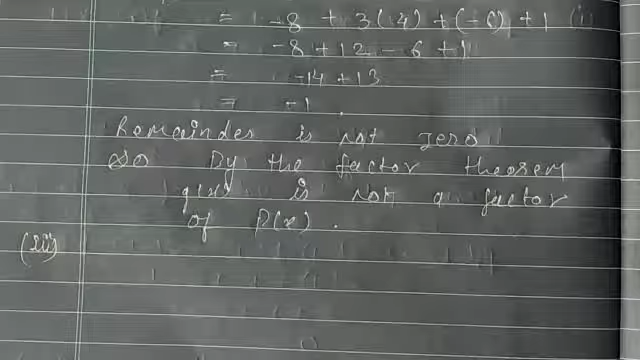 = -8 + 3(4) + (-6) + 1
= -8 + 12 - 6 + 1
= -14 + 13
= -1.
Remainder is not zero
so By the factor theorem
g(x) is not a factor
of P(x).
(iii)